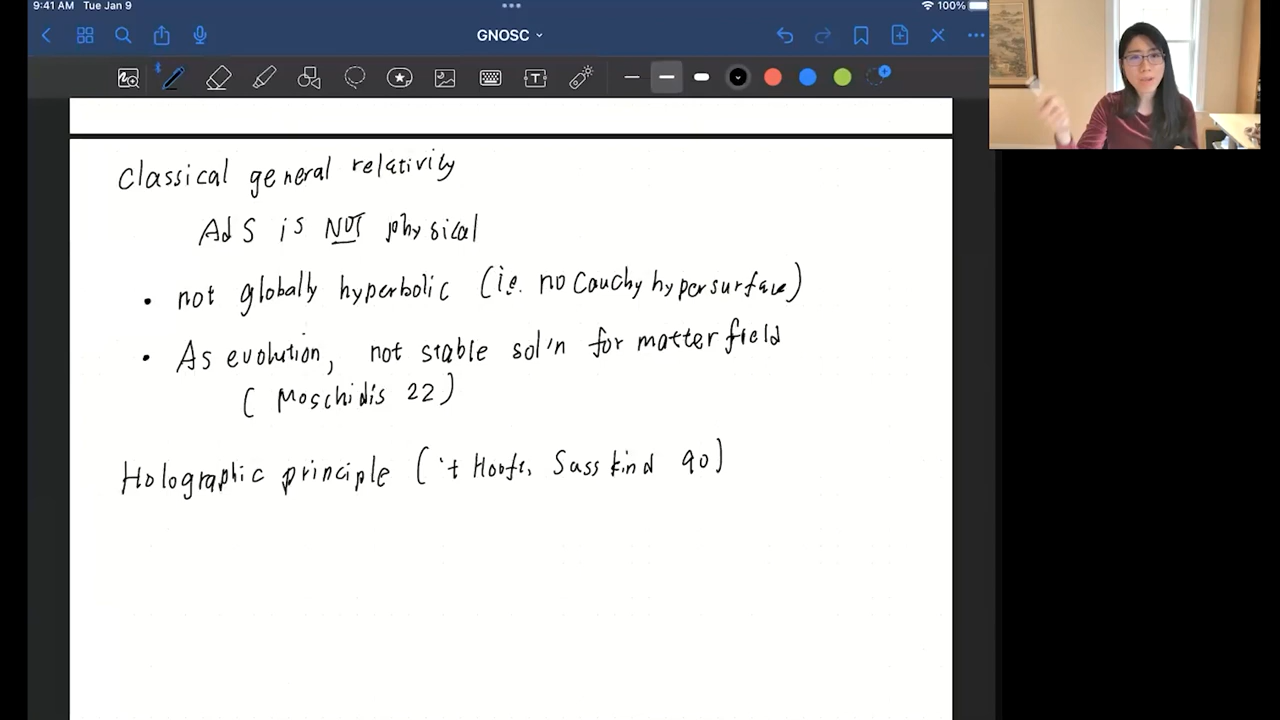 9:41 AM Tue Jan 9
100%
GNOSC
T
Classical general relativity
AdS is NOT physical
• not globally hyperbolic (i.e. no Cauchy hypersurface)
• As evolution, not stable sol'n for matter field
( Moschidis 22 )
Holographic principle ( 't Hooft, Susskind 90 )